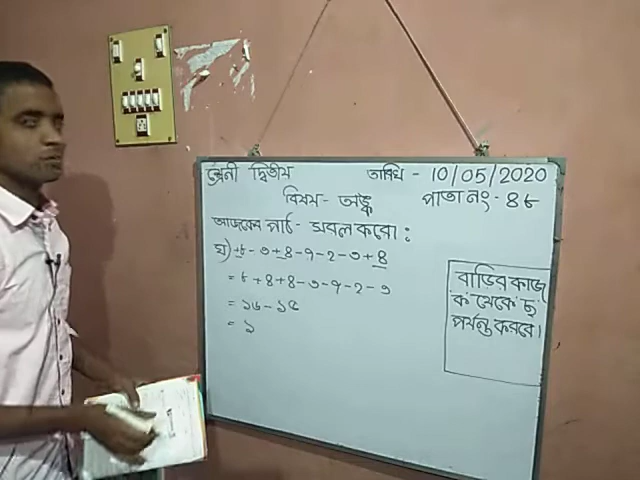 শ্রেনী দ্বিতীয় তারিখ - 10/05/2020
বিষয় - অঙ্ক পাতা নং - ৪৮
আজকের পাঠ - সরল করো :
ঘ) +৮-৩+৪-৭-২-৩+৪
= ৮+৪+৪-৩-৭-২-৩
= ১৬-১৫
= ১
বাড়ির কাজ
ক থেকে চ
পর্যন্ত করবে।